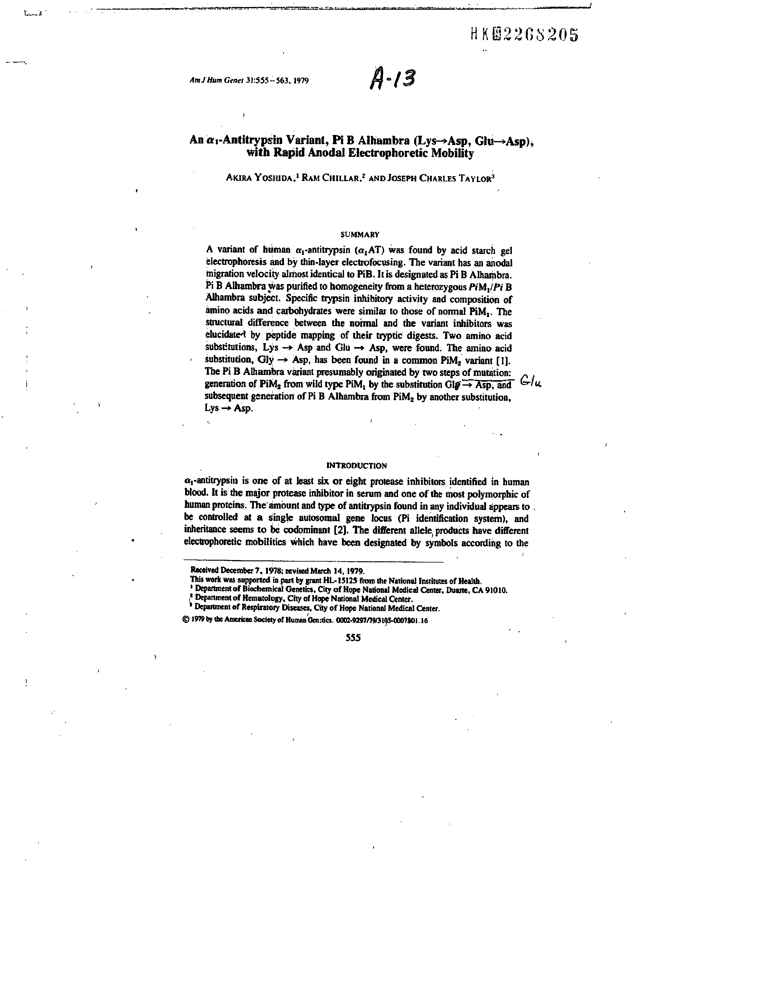 HK02268205
Am J Hum Genet 31:555–563, 1979
A-13
An α₁-Antitrypsin Variant, Pi B Alhambra (Lys→Asp, Glu→Asp),
with Rapid Anodal Electrophoretic Mobility
AKIRA YOSHIDA,¹ RAM CHILLAR,² AND JOSEPH CHARLES TAYLOR³
SUMMARY
A variant of human α₁-antitrypsin (α₁AT) was found by acid starch gel
electrophoresis and by thin-layer electrofocusing. The variant has an anodal
migration velocity almost identical to PiB. It is designated as Pi B Alhambra.
Pi B Alhambra was purified to homogeneity from a heterozygous PiM₁/Pi B
Alhambra subject. Specific trypsin inhibitory activity and composition of
amino acids and carbohydrates were similar to those of normal PiM₁. The
structural difference between the normal and the variant inhibitors was
elucidated by peptide mapping of their tryptic digests. Two amino acid
substitutions, Lys → Asp and Glu → Asp, were found. The amino acid
substitution, Gly → Asp, has been found in a common PiM₂ variant [1].
The Pi B Alhambra variant presumably originated by two steps of mutation:
generation of PiM₂ from wild type PiM₁ by the substitution Gly → Asp, and Glu
subsequent generation of Pi B Alhambra from PiM₂ by another substitution,
Lys → Asp.
INTRODUCTION
α₁-antitrypsin is one of at least six or eight protease inhibitors identified in human
blood. It is the major protease inhibitor in serum and one of the most polymorphic of
human proteins. The amount and type of antitrypsin found in any individual appears to
be controlled at a single autosomal gene locus (Pi identification system), and
inheritance seems to be codominant [2]. The different allele products have different
electrophoretic mobilities which have been designated by symbols according to the
Received December 7, 1978; revised March 14, 1979.
This work was supported in part by grant HL-15125 from the National Institutes of Health.
¹ Department of Biochemical Genetics, City of Hope National Medical Center, Duarte, CA 91010.
² Department of Hematology, City of Hope National Medical Center.
³ Department of Respiratory Diseases, City of Hope National Medical Center.
© 1979 by the American Society of Human Genetics. 0002-9297/79/3105-0007$01.16
555